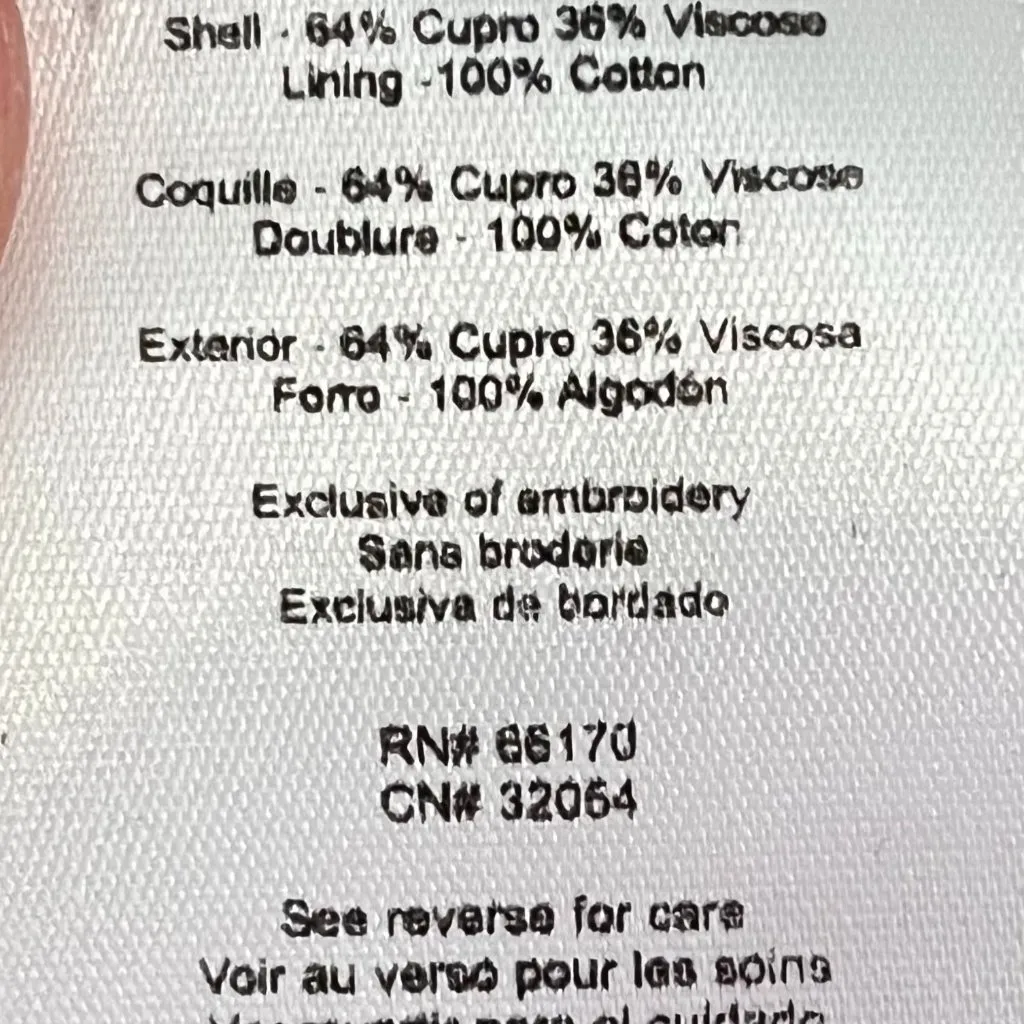 Shell - 64% Cupro 36% Viscose
Lining -100% Cotton
Coquille - 64% Cupro 36% Viscose
Doublure - 100% Coton
Exterior - 64% Cupro 36% Viscosa
Forro - 100% Algodón
Exclusive of embroidery
Sans broderie
Exclusiva de bordado
RN# 66170
CN# 32054
See reverse for care
Voir au verso pour les soins